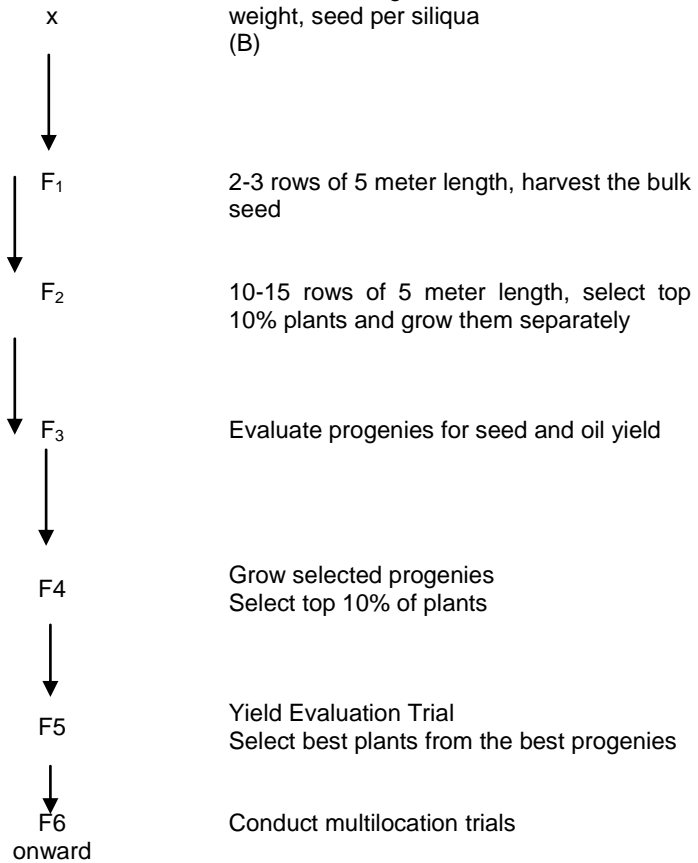 x
weight, seed per siliqua
(B)
F₁
2-3 rows of 5 meter length, harvest the bulk
seed
F₂
10-15 rows of 5 meter length, select top
10% plants and grow them separately
F₃
Evaluate progenies for seed and oil yield
F4
Grow selected progenies
Select top 10% of plants
F5
Yield Evaluation Trial
Select best plants from the best progenies
F6
onward
Conduct multilocation trials